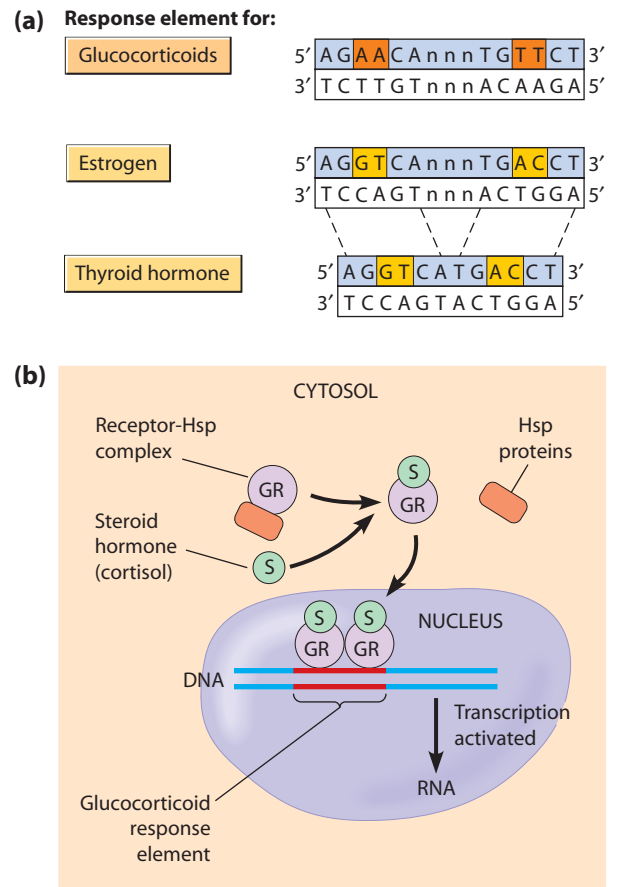 (a) Response element for:
Glucocorticoids
5′ AGAACAnnnTGTTCT 3′
3′ TCTTGTnnnACAAGA 5′
Estrogen
5′ AGGTCAnnnTGACCT 3′
3′ TCCAGTnnnACTGGA 5′
Thyroid hormone
5′ AGGTCATGACCT 3′
3′ TCCAGTACTGGA 5′
(b)
CYTOSOL
Receptor-Hsp
complex
GR
S
GR
Hsp
proteins
Steroid
hormone
(cortisol)
S
S
S
GR
GR
NUCLEUS
DNA
Transcription
activated
RNA
Glucocorticoid
response
element